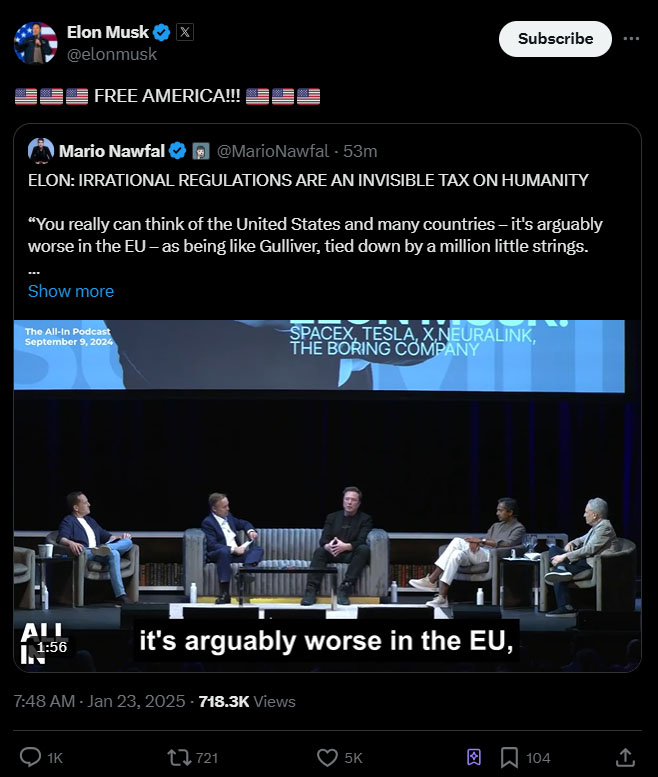 Elon Musk
Subscribe
@elonmusk
🇺🇸🇺🇸🇺🇸 FREE AMERICA!!! 🇺🇸🇺🇸🇺🇸
Mario Nawfal @MarioNawfal · 53m
ELON: IRRATIONAL REGULATIONS ARE AN INVISIBLE TAX ON HUMANITY
“You really can think of the United States and many countries – it's arguably
worse in the EU – as being like Gulliver, tied down by a million little strings.
...
Show more
The All-In Podcast
September 9, 2024
SPACEX, TESLA, X, NEURALINK,
THE BORING COMPANY
ALL
IN
1:56
it's arguably worse in the EU,
7:48 AM · Jan 23, 2025 · 718.3K Views
1K 721 5K 104